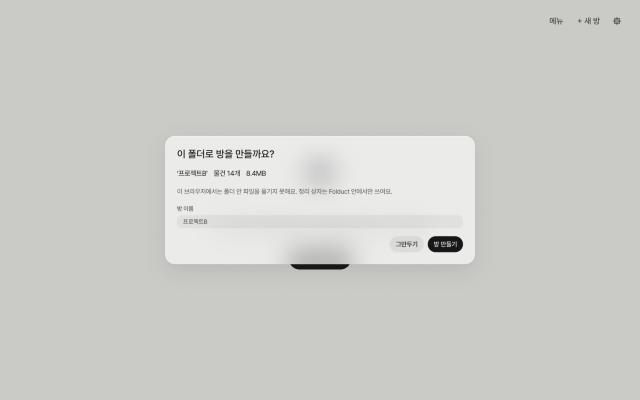 메뉴
+ 새 방
이 폴더로 방을 만들까요?
'프로젝트B' 물건 14개 8.4MB
이 브라우저에서는 폴더 안 파일을 옮기지 못해요. 정리 상자는 Folduct 안에서만 쓰여요.
방 이름
프로젝트B
그만두기
방 만들기